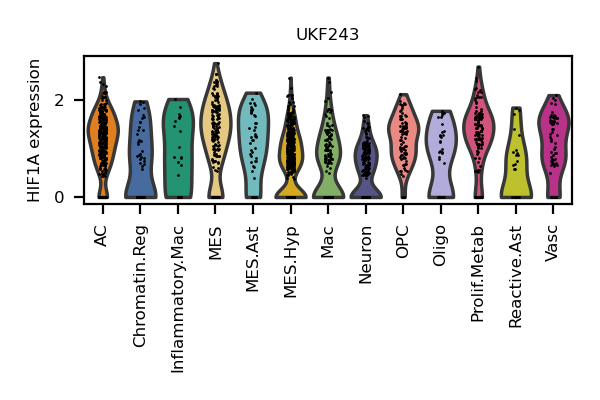 UKF243
HIF1A expression
2
0
AC
Chromatin.Reg
Inflammatory.Mac
MES
MES.Ast
MES.Hyp
Mac
Neuron
OPC
Oligo
Prolif.Metab
Reactive.Ast
Vasc